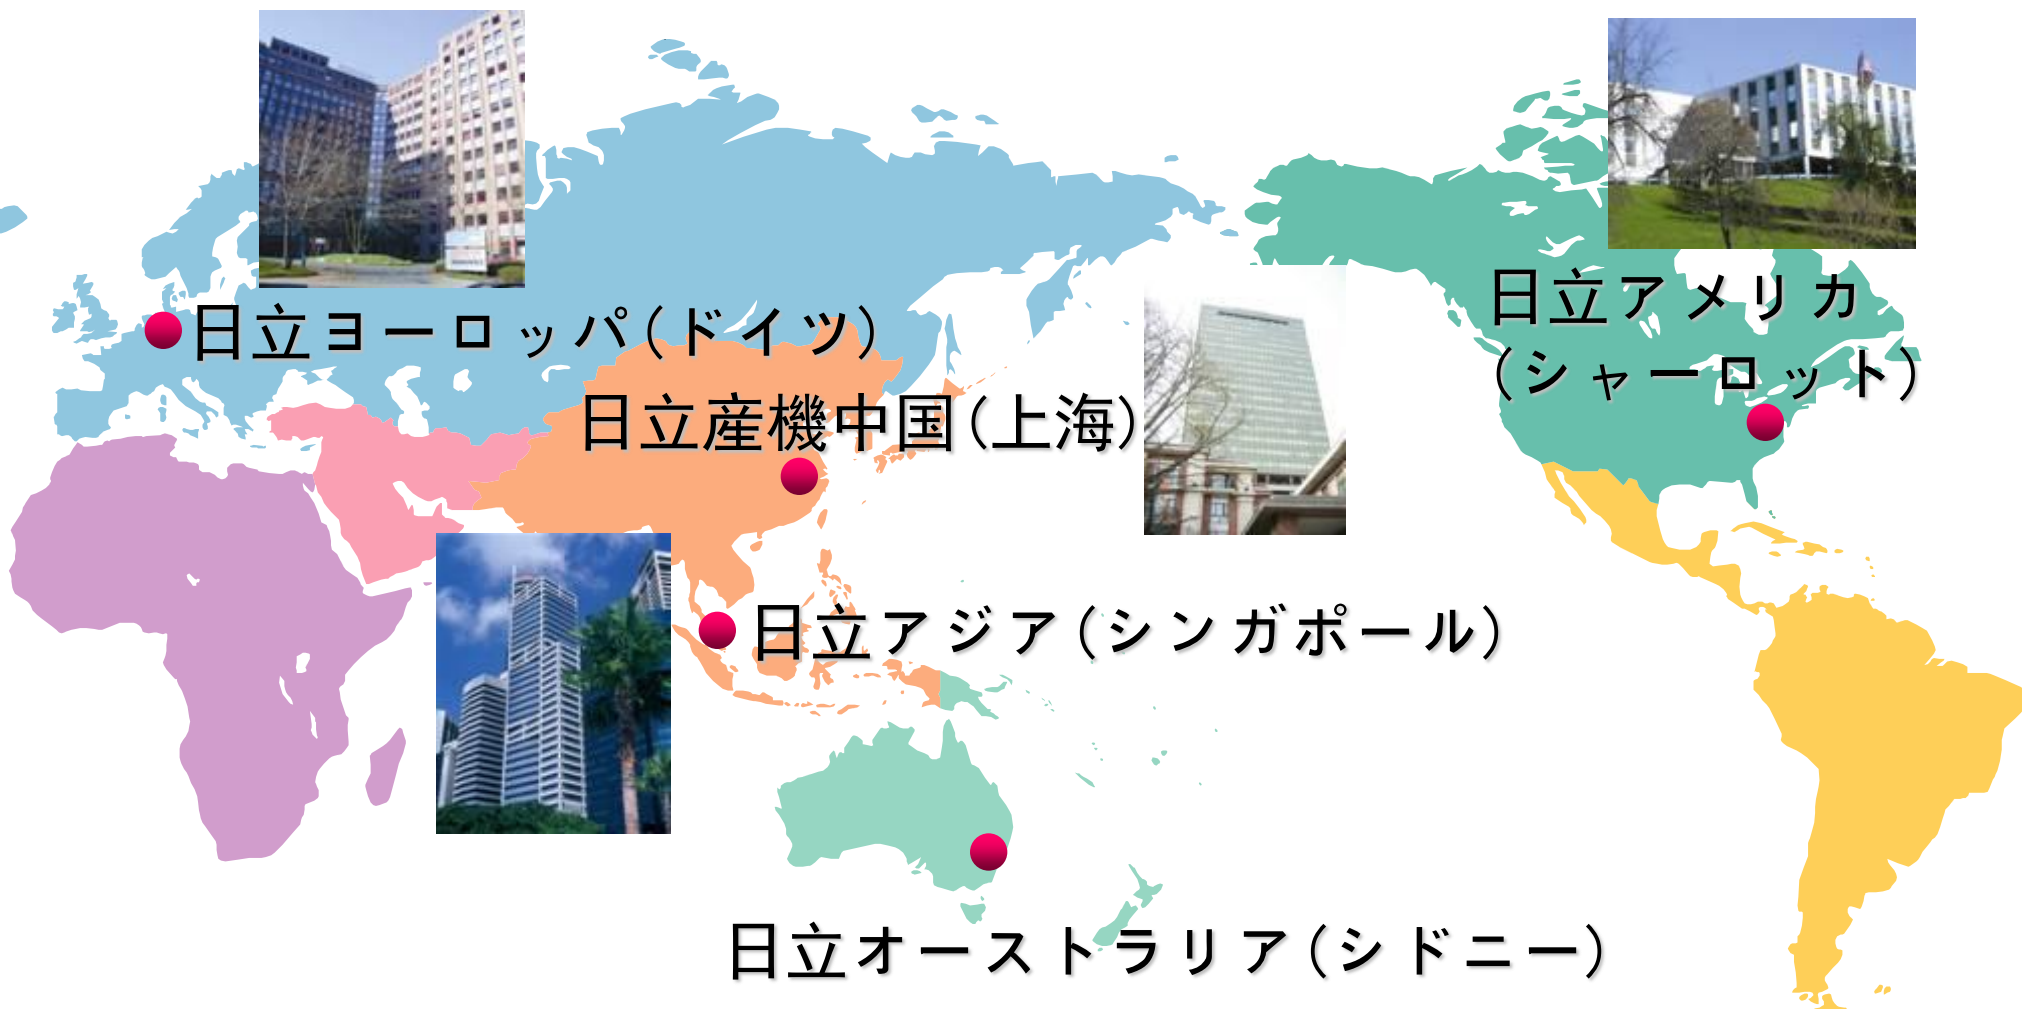 日立ヨーロッパ(ドイツ)
日立アメリカ
(シャーロット)
日立産機中国(上海)
日立アジア(シンガポール)
日立オーストラリア(シドニー)